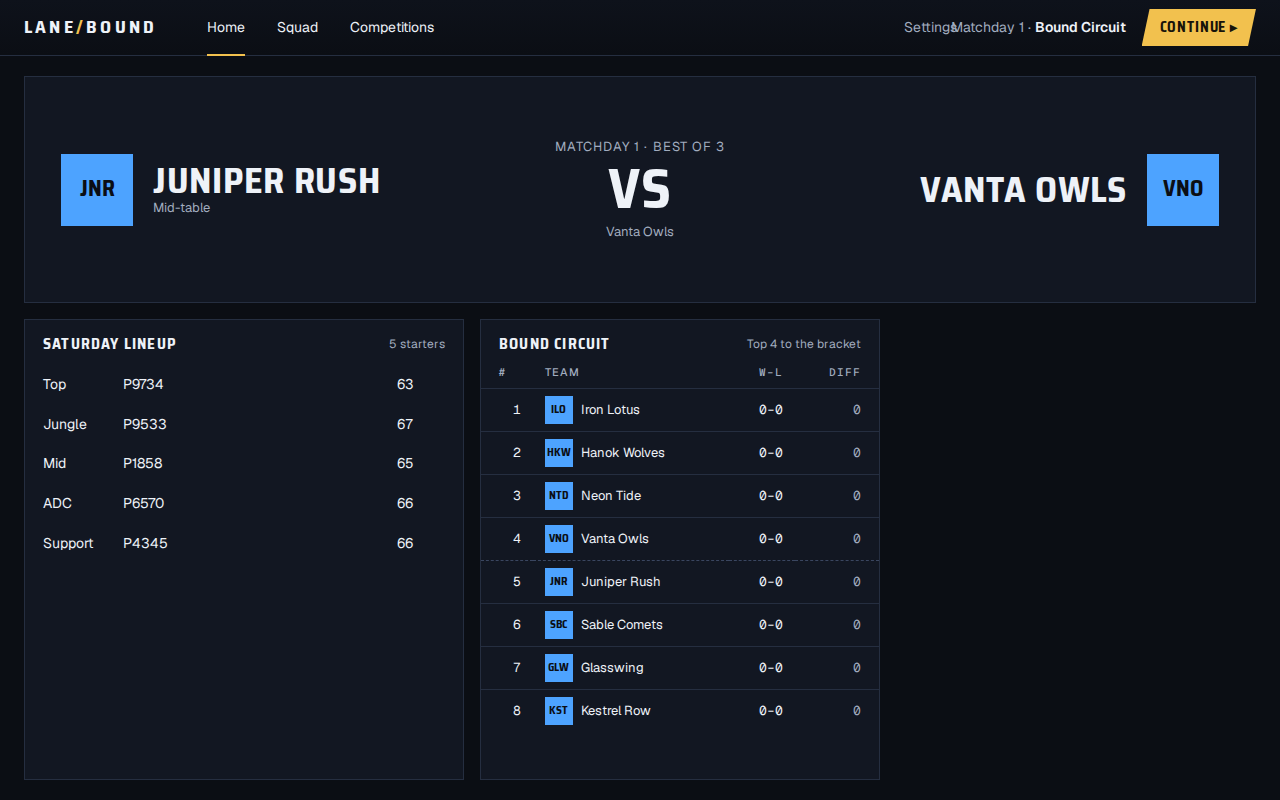 LANE/BOUND Home Squad Competitions Settings Matchday 1 · Bound Circuit CONTINUE ▸
MATCHDAY 1 · BEST OF 3
JNR JUNIPER RUSH VS VANTA OWLS VNO
Mid-table
Vanta Owls
SATURDAY LINEUP 5 starters
Top P9734 63
Jungle P9533 67
Mid P1858 65
ADC P6570 66
Support P4345 66
BOUND CIRCUIT Top 4 to the bracket
# TEAM W-L DIFF
1 ILO Iron Lotus 0-0 0
2 HKW Hanok Wolves 0-0 0
3 NTD Neon Tide 0-0 0
4 VNO Vanta Owls 0-0 0
5 JNR Juniper Rush 0-0 0
6 SBC Sable Comets 0-0 0
7 GLW Glasswing 0-0 0
8 KST Kestrel Row 0-0 0